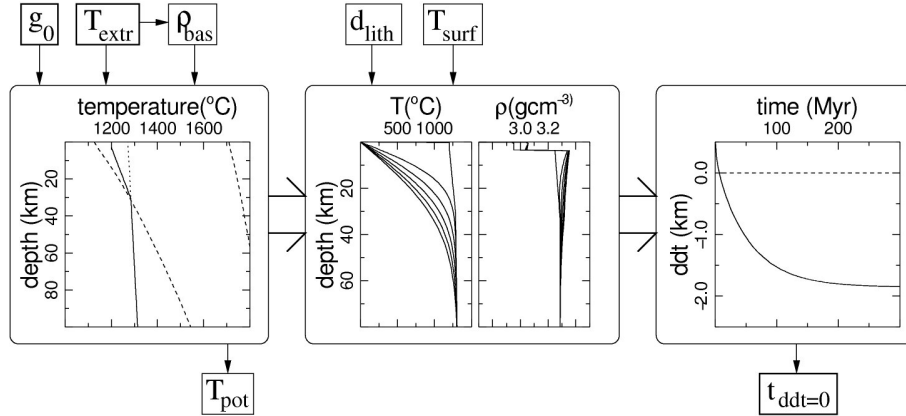 g0
Textr
ρbas
dlith
Tsurf
temperature(°C)
1200 1400 1600
depth (km)
20
40
60
80
T(°C)
500 1000
depth (km)
20
40
60
ρ(gcm⁻³)
3.0 3.2
time (Myr)
100 200
ddt (km)
0.0
-1.0
-2.0
Tpot
tddt=0